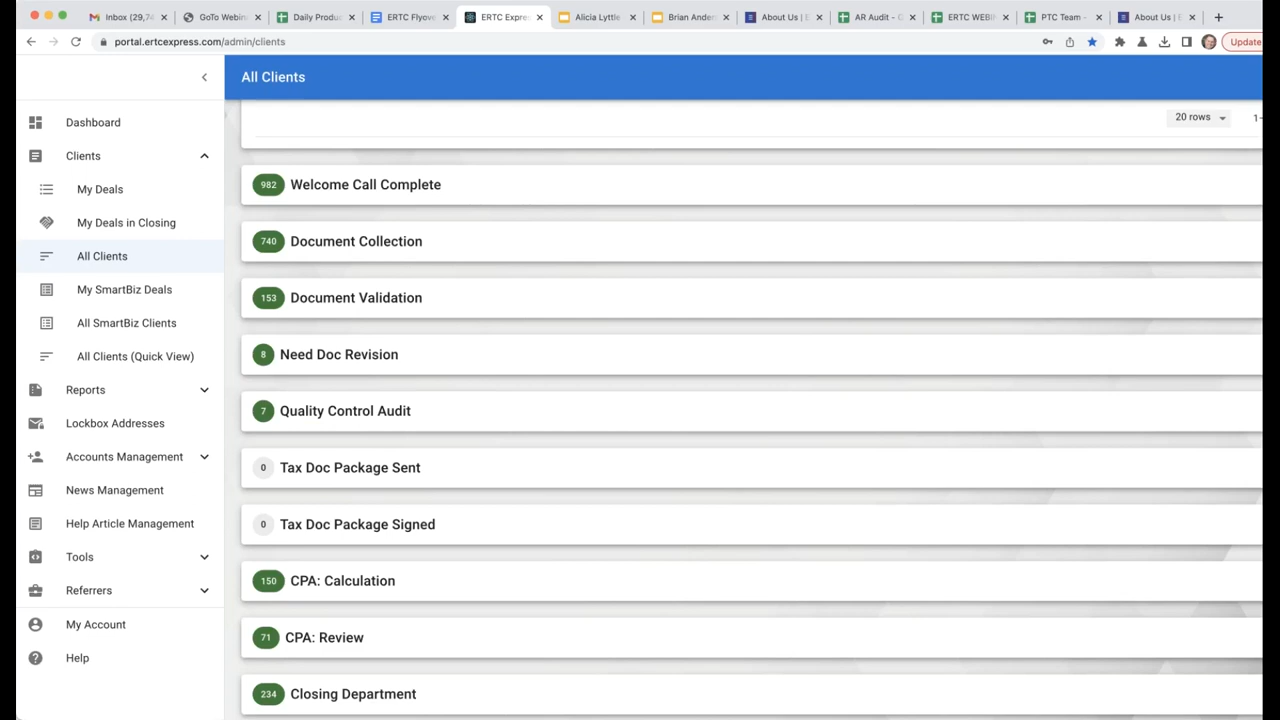 Inbox (29,74
GoTo Webin
Daily Produc
ERTC Flyove
ERTC Expre
Alicia Lyttle
Brian Ander
About Us | E
AR Audit - G
ERTC WEBI
PTC Team -
About Us | E
portal.ertcexpress.com/admin/clients
Update
All Clients
20 rows
1-
Dashboard
Clients
My Deals
My Deals in Closing
All Clients
My SmartBiz Deals
All SmartBiz Clients
All Clients (Quick View)
Reports
Lockbox Addresses
Accounts Management
News Management
Help Article Management
Tools
Referrers
My Account
Help
982 Welcome Call Complete
740 Document Collection
153 Document Validation
8 Need Doc Revision
7 Quality Control Audit
0 Tax Doc Package Sent
0 Tax Doc Package Signed
150 CPA: Calculation
71 CPA: Review
234 Closing Department